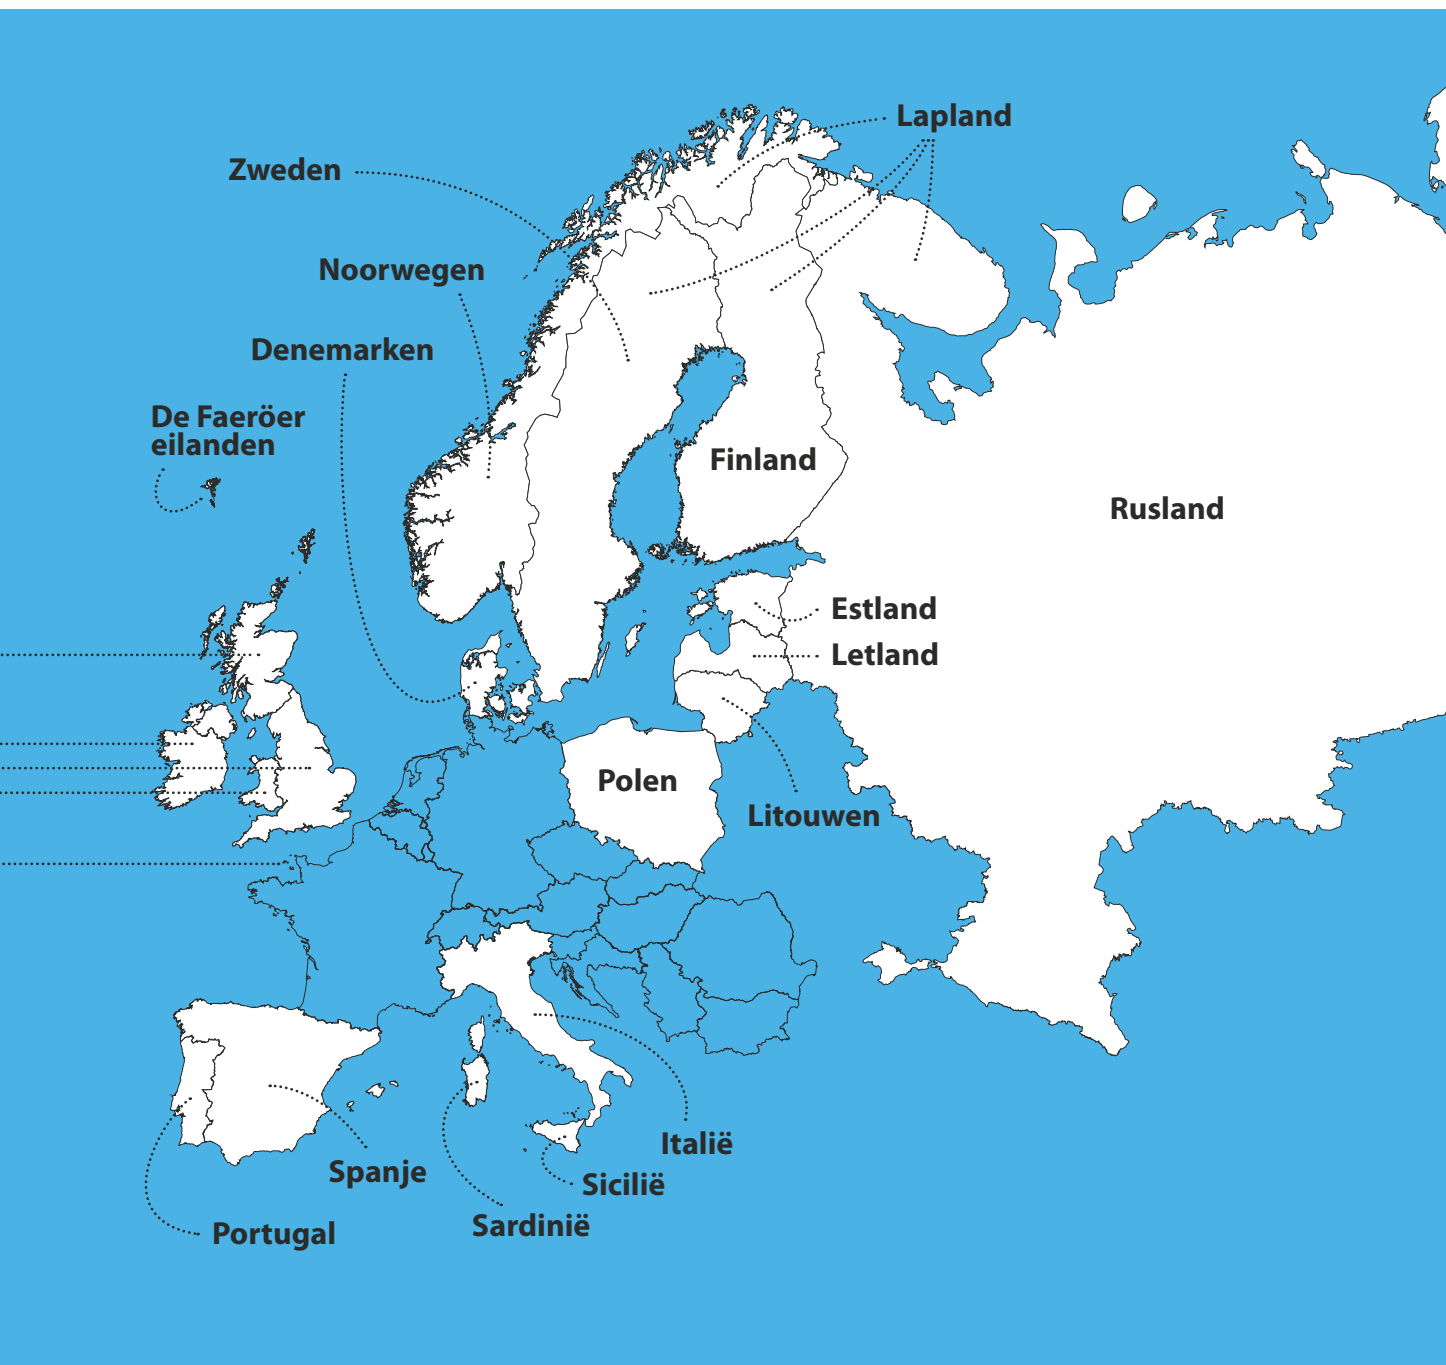 Lapland
Zweden
Noorwegen
Denemarken
De Faeröer
eilanden
Finland
Rusland
Estland
Letland
Polen
Litouwen
Italië
Spanje
Sicilië
Sardinië
Portugal